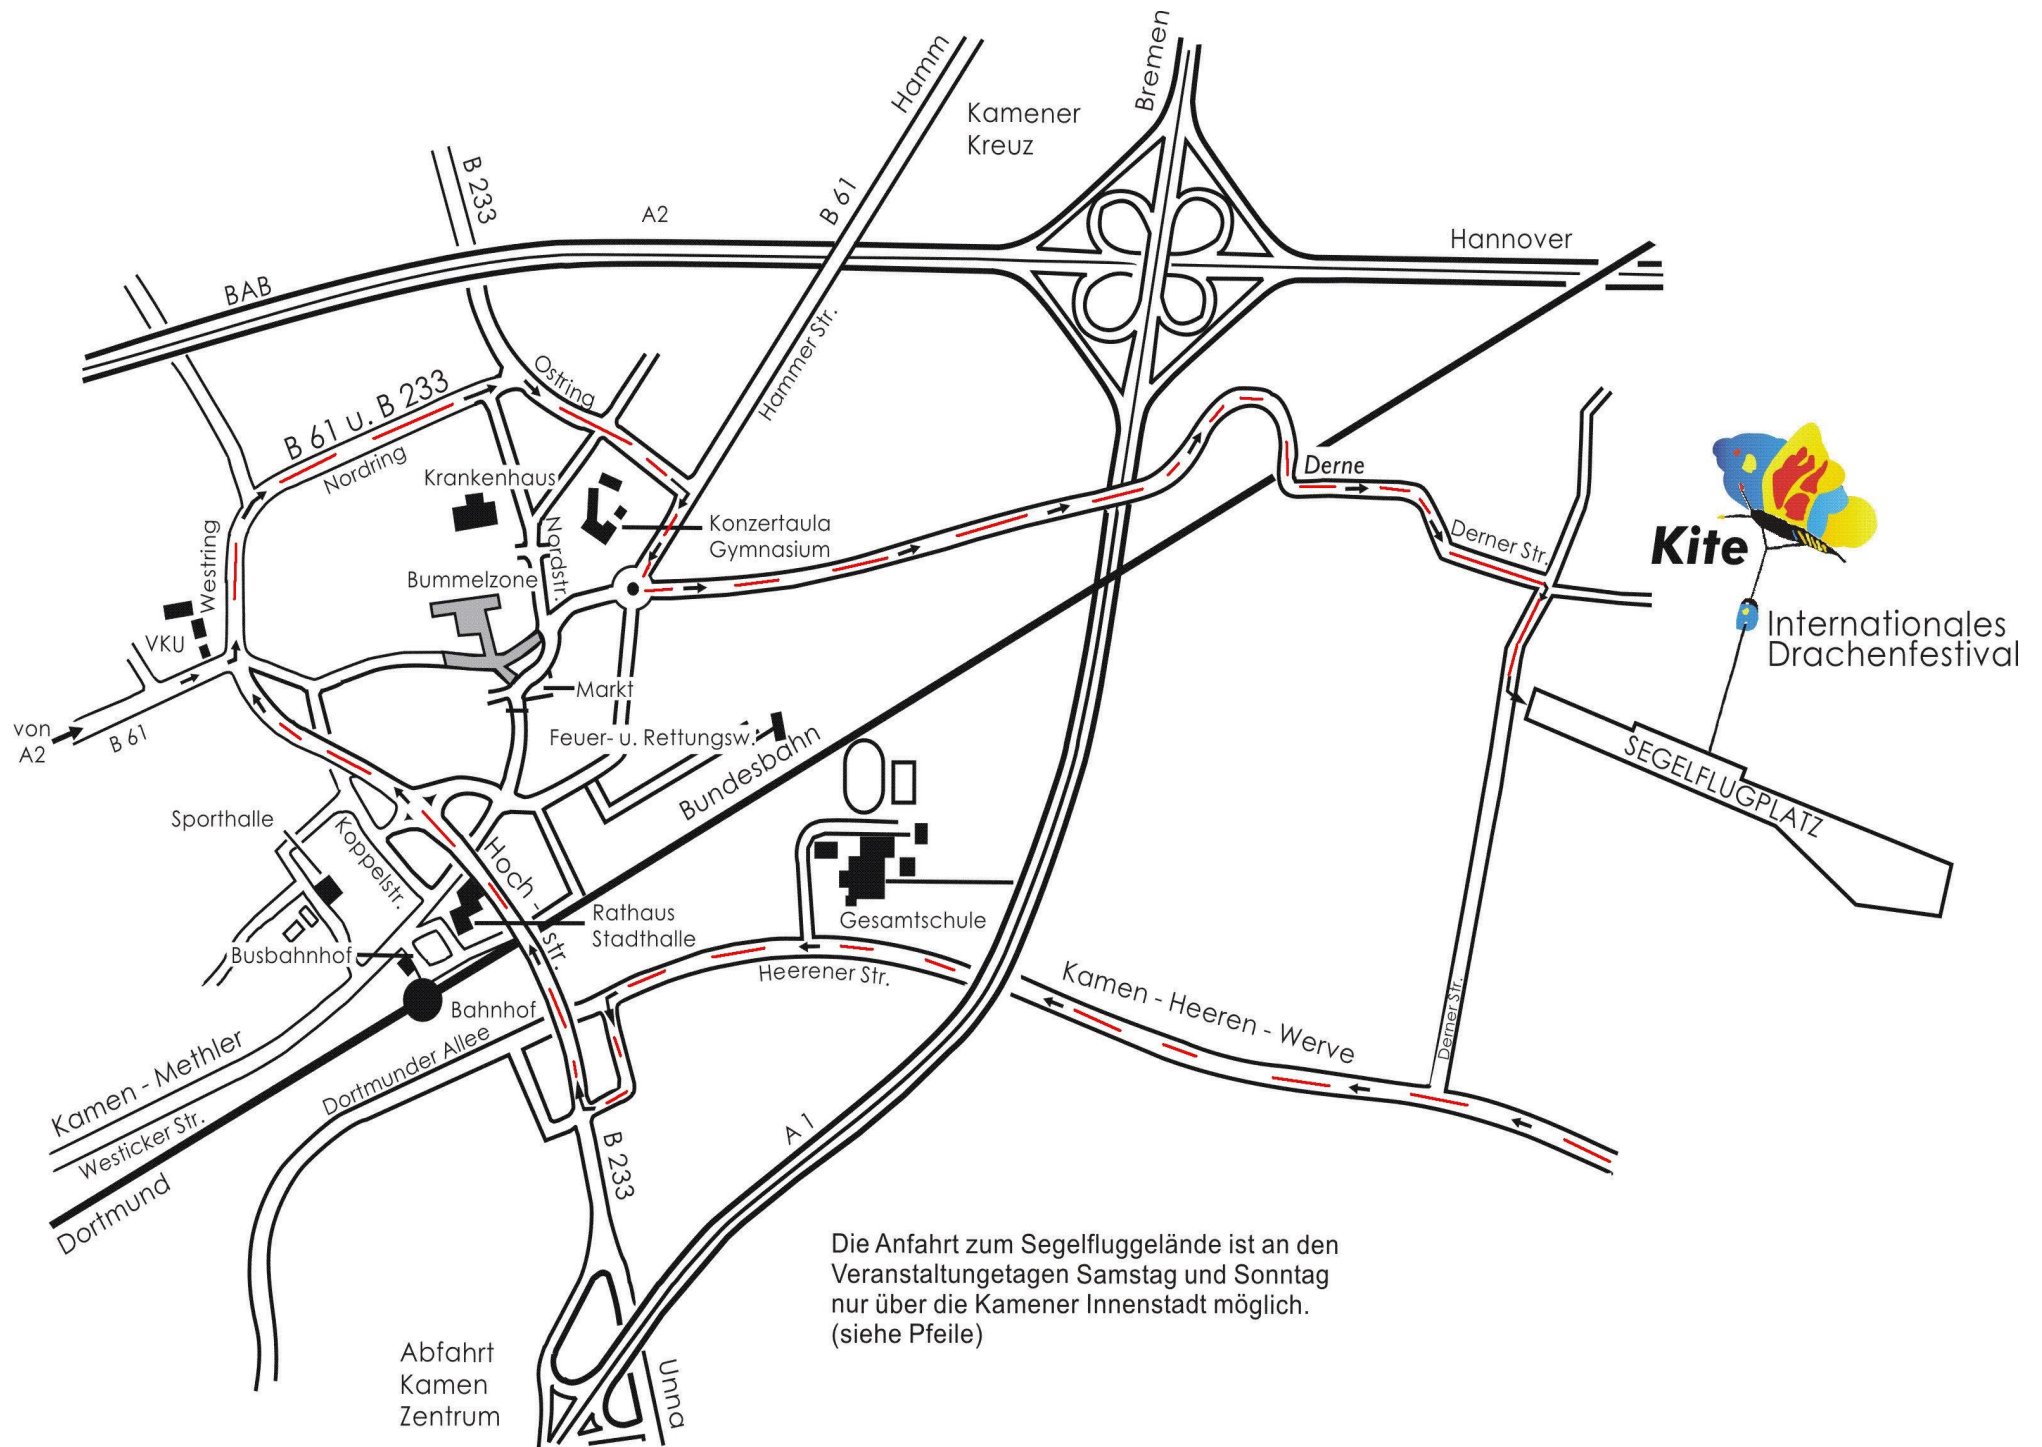 Hamm
Bremen
Kamener
Kreuz
B 233
B 61
A2
Hannover
BAB
Hammer Str.
Ostring
B 61 u. B 233
Nordring
Krankenhaus
Derne
Konzertaula
Gymnasium
Nordstr.
Westring
Derner Str.
Kite
Internationales
Drachenfestival
Bummelzone
VKU
Markt
von
A2
B 61
Feuer- u. Rettungsw.
Bundesbahn
SEGELFLUGPLATZ
Sporthalle
Koppelstr.
Hoch -
str.
Rathaus
Stadthalle
Gesamtschule
Busbahnhof
Heerener Str.
Kamen - Heeren - Werve
Bahnhof
Derner Str.
Dortmunder Allee
Kamen - Methler
Westicker Str.
Dortmund
A 1
B 233
Die Anfahrt zum Segelfluggelände ist an den
Veranstaltungetagen Samstag und Sonntag
nur über die Kamener Innenstadt möglich.
(siehe Pfeile)
Abfahrt
Kamen
Zentrum
Unna